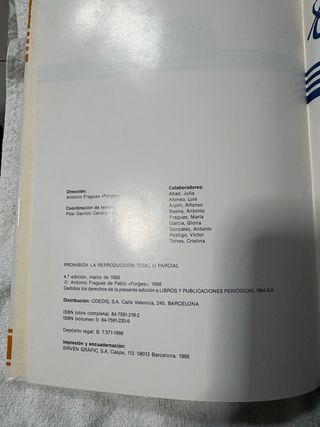 Dirección:
Antonio Fraguas «Forges»
Coordinación de textos:
Pilar Garrido Cendoya
Colaboradores:
Abad, Julia
Alonso, Luis
Azpiri, Alfonso
Baena, Antonio
Fraguas, María
García, Gloria
González, Antonio
Postigo, Víctor
Torres, Cristina
PROHIBIDA LA REPRODUCCIÓN TOTAL O PARCIAL
4.ª edición, marzo de 1988
© Antonio Fraguas de Pablo «Forges», 1988
Cedidos los derechos de la presente edición a LIBROS Y PUBLICACIONES PERIÓDICAS, 1984 S.A.
Distribución: COEDIS, S.A. Calle Valencia, 245. BARCELONA
ISBN (obra completa): 84-7591-219-2
ISBN (volumen b): 84-7591-220-6
Depósito legal: B. 7.571-1988
Impresión y encuadernación:
SIRVEN GRÀFIC, S.A. Caspe, 113. 08013 Barcelona, 1988